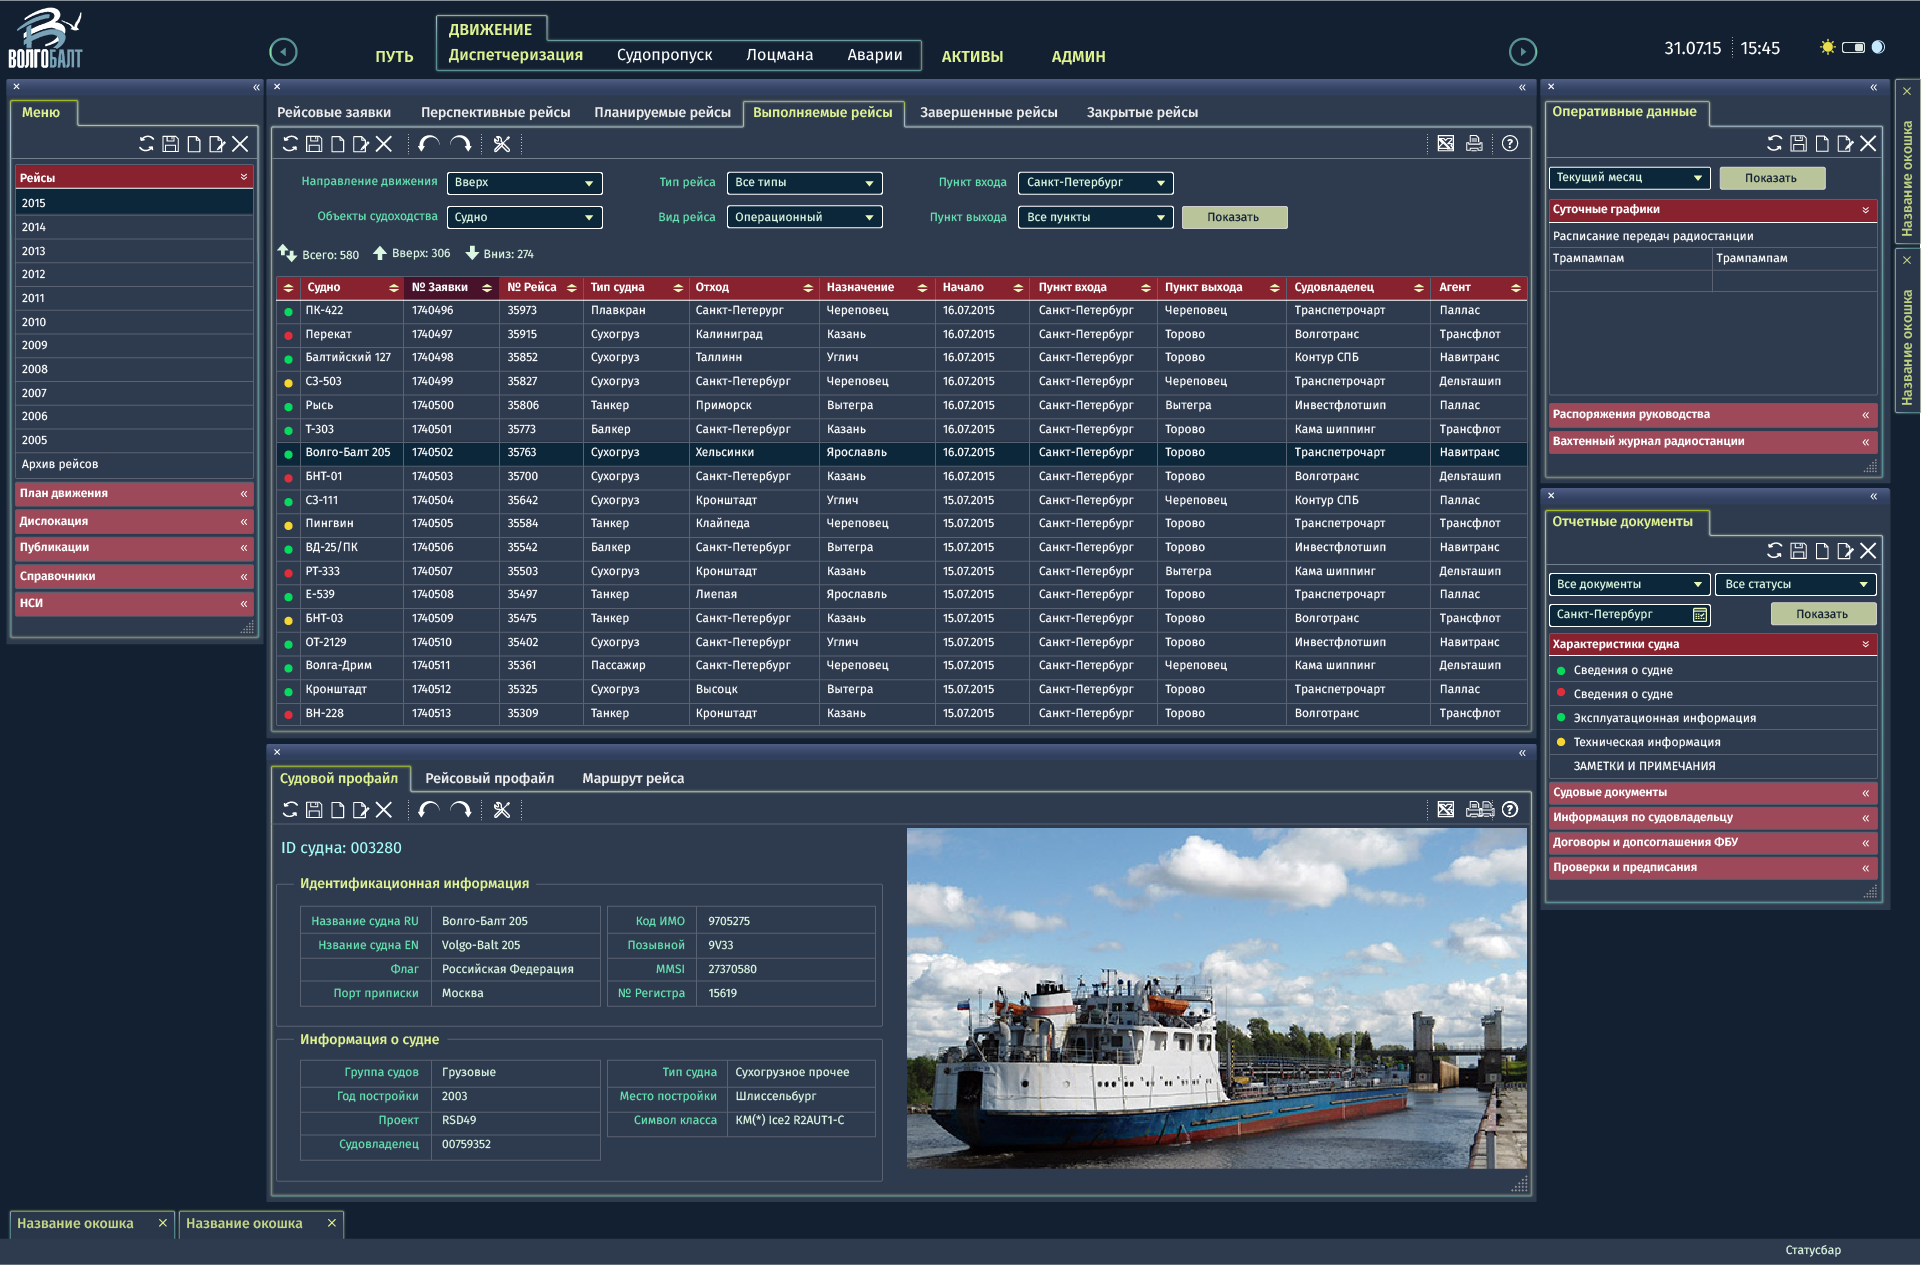 ВОЛГОБАЛТ
ПУТЬ
ДВИЖЕНИЕ
Диспетчеризация Судопропуск Лоцмана Аварии
АКТИВЫ
АДМИН
31.07.15 15:45
Меню
Рейсы
2015
2014
2013
2012
2011
2010
2009
2008
2007
2006
2005
Архив рейсов
План движения
Дислокация
Публикации
Справочники
НСИ
Рейсовые заявки Перспективные рейсы Планируемые рейсы Выполняемые рейсы Завершенные рейсы Закрытые рейсы
Направление движения Вверх Тип рейса Все типы Пункт входа Санкт-Петербург
Объекты судоходства Судно Вид рейса Операционный Пункт выхода Все пункты Показать
Всего: 580 Вверх: 306 Вниз: 274
Судно № Заявки № Рейса Тип судна Отход Назначение Начало Пункт входа Пункт выхода Судовладелец Агент
ПК-422 1740496 35973 Плавкран Санкт-Петерург Череповец 16.07.2015 Санкт-Петербург Череповец Транспетрочарт Паллас
Перекат 1740497 35915 Сухогруз Калиниград Казань 16.07.2015 Санкт-Петербург Торово Волготранс Трансфлот
Балтийский 127 1740498 35852 Сухогруз Таллинн Углич 16.07.2015 Санкт-Петербург Торово Контур СПБ Навитранс
СЗ-503 1740499 35827 Сухогруз Санкт-Петербург Череповец 16.07.2015 Санкт-Петербург Череповец Транспетрочарт Дельташип
Рысь 1740500 35806 Танкер Приморск Вытегра 16.07.2015 Санкт-Петербург Вытегра Инвестфлотшип Паллас
Т-303 1740501 35773 Балкер Санкт-Петербург Казань 16.07.2015 Санкт-Петербург Торово Кама шиппинг Трансфлот
Волго-Балт 205 1740502 35763 Сухогруз Хельсинки Ярославль 16.07.2015 Санкт-Петербург Торово Транспетрочарт Навитранс
БНТ-01 1740503 35700 Сухогруз Санкт-Петербург Казань 16.07.2015 Санкт-Петербург Торово Волготранс Дельташип
СЗ-111 1740504 35642 Сухогруз Кронштадт Углич 15.07.2015 Санкт-Петербург Череповец Контур СПБ Паллас
Пингвин 1740505 35584 Танкер Клайпеда Череповец 15.07.2015 Санкт-Петербург Торово Транспетрочарт Трансфлот
ВД-25/ПК 1740506 35542 Балкер Санкт-Петербург Вытегра 15.07.2015 Санкт-Петербург Торово Инвестфлотшип Навитранс
РТ-333 1740507 35503 Сухогруз Кронштадт Казань 15.07.2015 Санкт-Петербург Вытегра Кама шиппинг Дельташип
Е-539 1740508 35497 Танкер Лиепая Ярославль 15.07.2015 Санкт-Петербург Торово Транспетрочарт Паллас
БНТ-03 1740509 35475 Танкер Санкт-Петербург Казань 15.07.2015 Санкт-Петербург Торово Волготранс Трансфлот
ОТ-2129 1740510 35402 Сухогруз Санкт-Петербург Углич 15.07.2015 Санкт-Петербург Торово Инвестфлотшип Навитранс
Волга-Дрим 1740511 35361 Пассажир Санкт-Петербург Череповец 15.07.2015 Санкт-Петербург Череповец Кама шиппинг Дельташип
Кронштадт 1740512 35325 Сухогруз Высоцк Вытегра 15.07.2015 Санкт-Петербург Торово Транспетрочарт Паллас
ВН-228 1740513 35309 Танкер Кронштадт Казань 15.07.2015 Санкт-Петербург Торово Волготранс Трансфлот
Судовой профайл Рейсовый профайл Маршрут рейса
ID судна: 003280
Идентификационная информация
Название судна RU Волго-Балт 205 Код ИМО 9705275
Нзвание судна EN Volgo-Balt 205 Позывной 9V33
Флаг Российская Федерация MMSI 27370580
Порт приписки Москва № Регистра 15619
Информация о судне
Группа судов Грузовые Тип судна Сухогрузное прочее
Год постройки 2003 Место постройки Шлиссельбург
Проект RSD49 Символ класса КМ(*) Ice2 R2AUT1-C
Судовладелец 00759352
Оперативные данные
Текущий месяц Показать
Суточные графики
Расписание передач радиостанции
Трампампам Трампампам
Распоряжения руководства
Вахтенный журнал радиостанции
Отчетные документы
Все документы Все статусы
Санкт-Петербург Показать
Характеристики судна
Сведения о судне
Сведения о судне
Эксплуатационная информация
Техническая информация
ЗАМЕТКИ И ПРИМЕЧАНИЯ
Судовые документы
Информация по судовладельцу
Договоры и допсоглашения ФБУ
Проверки и предписания
Название окошка
Название окошка
Название окошка Название окошка
Статусбар